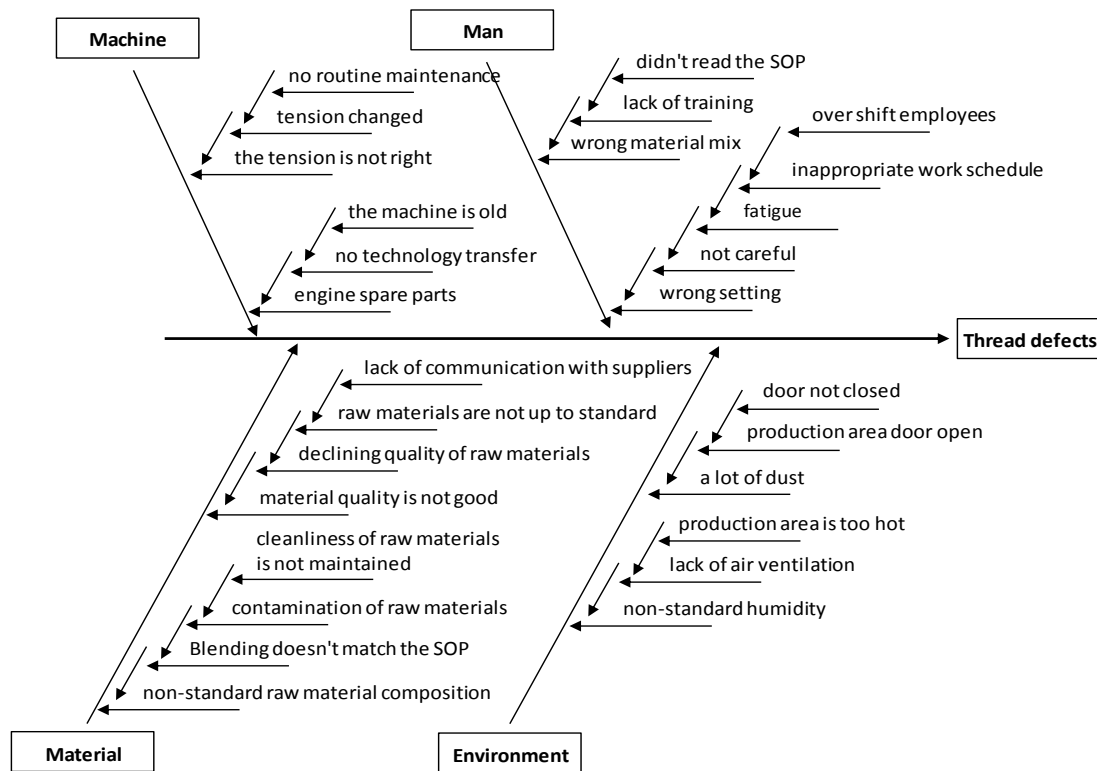 Machine
Man
no routine maintenance
tension changed
the tension is not right
the machine is old
no technology transfer
engine spare parts
didn't read the SOP
lack of training
wrong material mix
over shift employees
inappropriate work schedule
fatigue
not careful
wrong setting
Thread defects
lack of communication with suppliers
raw materials are not up to standard
declining quality of raw materials
material quality is not good
cleanliness of raw materials
is not maintained
contamination of raw materials
Blending doesn't match the SOP
non-standard raw material composition
door not closed
production area door open
a lot of dust
production area is too hot
lack of air ventilation
non-standard humidity
Material
Environment